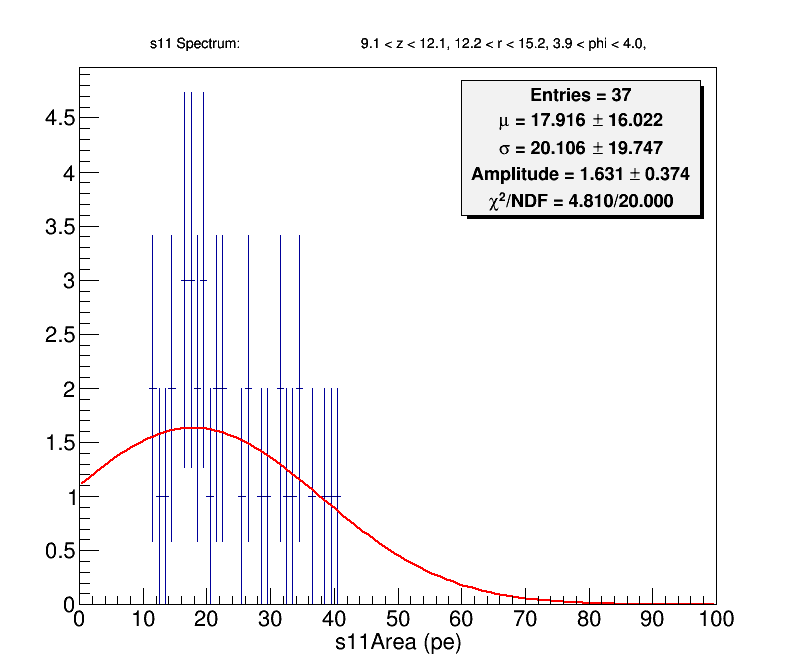 s11 Spectrum: 9.1 < z < 12.1, 12.2 < r < 15.2, 3.9 < phi < 4.0,
Entries = 37
μ = 17.916 ± 16.022
σ = 20.106 ± 19.747
Amplitude = 1.631 ± 0.374
χ²/NDF = 4.810/20.000
4.5
4
3.5
3
2.5
2
1.5
1
0.5
0
0 10 20 30 40 50 60 70 80 90 100
s11Area (pe)